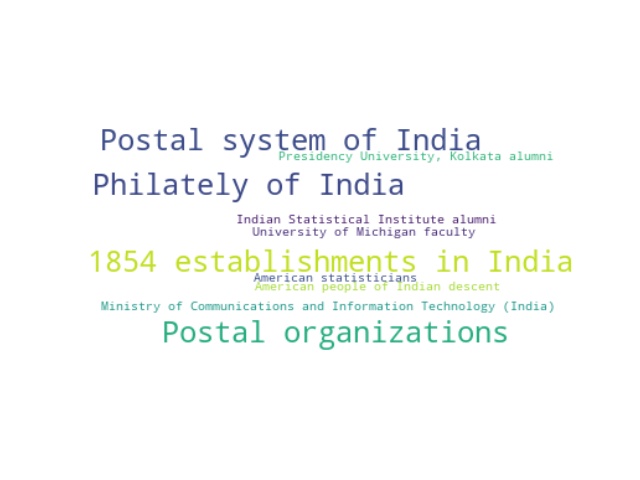 Postal system of India
Presidency University, Kolkata alumni
Philately of India
Indian Statistical Institute alumni
University of Michigan faculty
1854 establishments in India
American statisticians
American people of Indian descent
Ministry of Communications and Information Technology (India)
Postal organizations